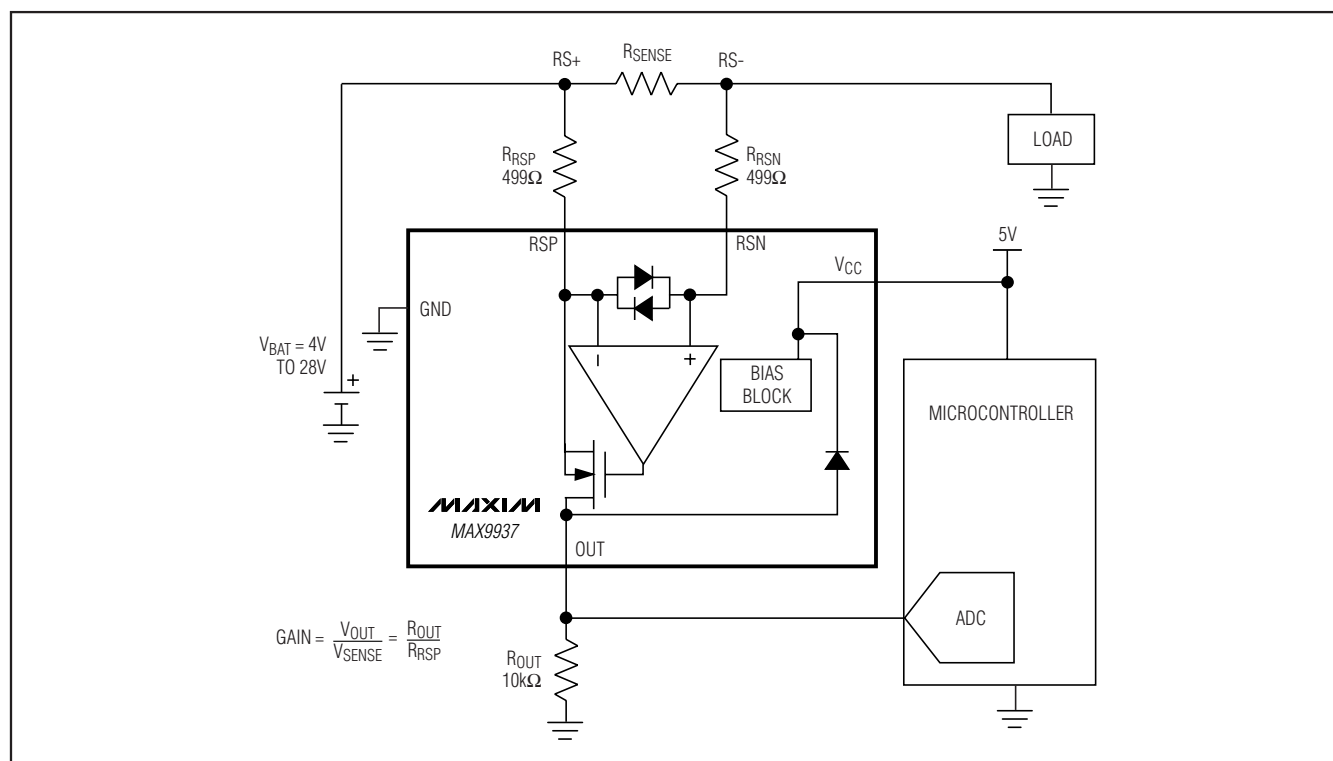 RS+
RSENSE
RS-
RRSP
499Ω
RRSN
499Ω
LOAD
RSP
RSN
5V
VCC
GND
VBAT = 4V
TO 28V
+
-
+
BIAS
BLOCK
MICROCONTROLLER
MAXIM
MAX9937
OUT
ADC
GAIN = VOUT/VSENSE = ROUT/RRSP
ROUT
10kΩ